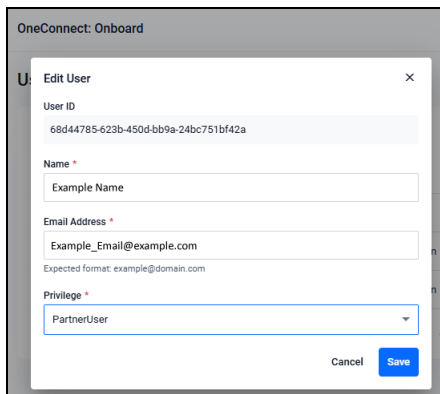 OneConnect: Onboard
Edit User
User ID
68d44785-623b-450d-bb9a-24bc751bf42a
Name *
Example Name
Email Address *
Example_Email@example.com
Expected format: example@domain.com
Privilege *
PartnerUser
Cancel Save